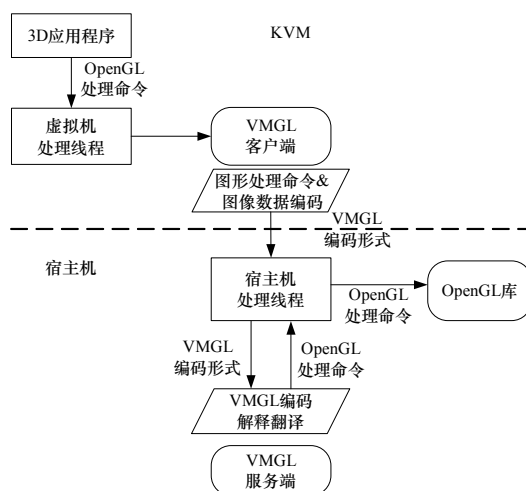 3D应用程序
KVM
OpenGL
处理命令
虚拟机
处理线程
VMGL
客户端
图形处理命令&
图像数据编码
VMGL
编码形式
宿主机
宿主机
处理线程
OpenGL
处理命令
OpenGL库
VMGL
编码形式
OpenGL
处理命令
VMGL编码
解释翻译
VMGL
服务端